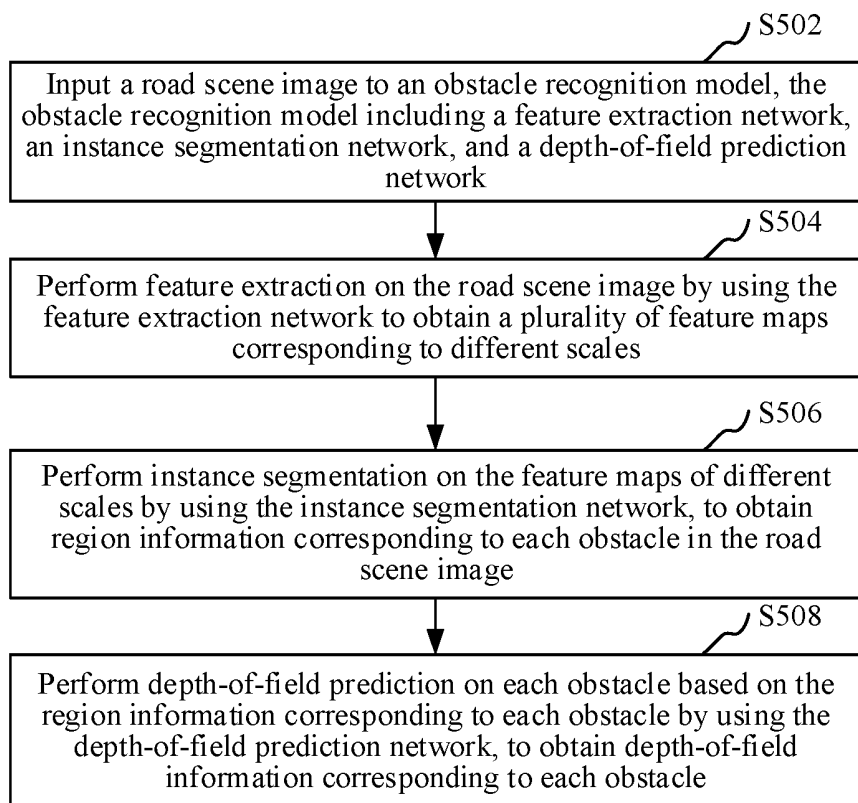 S502
Input a road scene image to an obstacle recognition model, the
obstacle recognition model including a feature extraction network,
an instance segmentation network, and a depth-of-field prediction
network
S504
Perform feature extraction on the road scene image by using the
feature extraction network to obtain a plurality of feature maps
corresponding to different scales
S506
Perform instance segmentation on the feature maps of different
scales by using the instance segmentation network, to obtain
region information corresponding to each obstacle in the road
scene image
S508
Perform depth-of-field prediction on each obstacle based on the
region information corresponding to each obstacle by using the
depth-of-field prediction network, to obtain depth-of-field
information corresponding to each obstacle